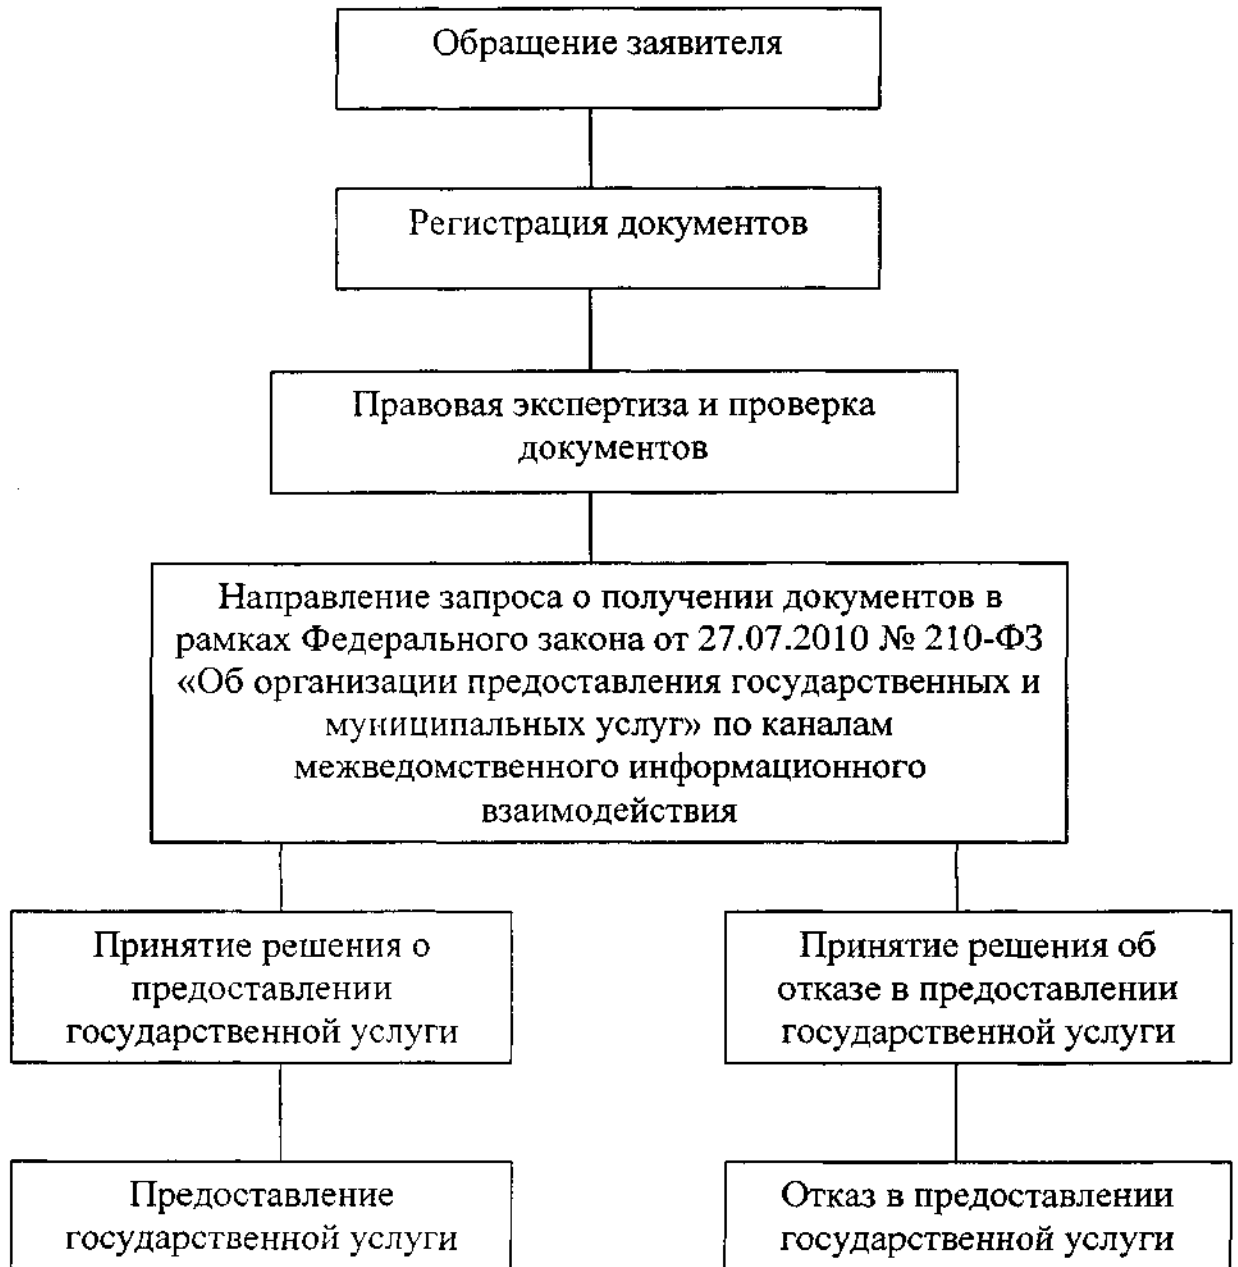 Обращение заявителя
Регистрация документов
Правовая экспертиза и проверка
документов
Направление запроса о получении документов в
рамках Федерального закона от 27.07.2010 № 210-ФЗ
«Об организации предоставления государственных и
муниципальных услуг» по каналам
межведомственного информационного
взаимодействия
Принятие решения о
предоставлении
государственной услуги
Принятие решения об
отказе в предоставлении
государственной услуги
Предоставление
государственной услуги
Отказ в предоставлении
государственной услуги